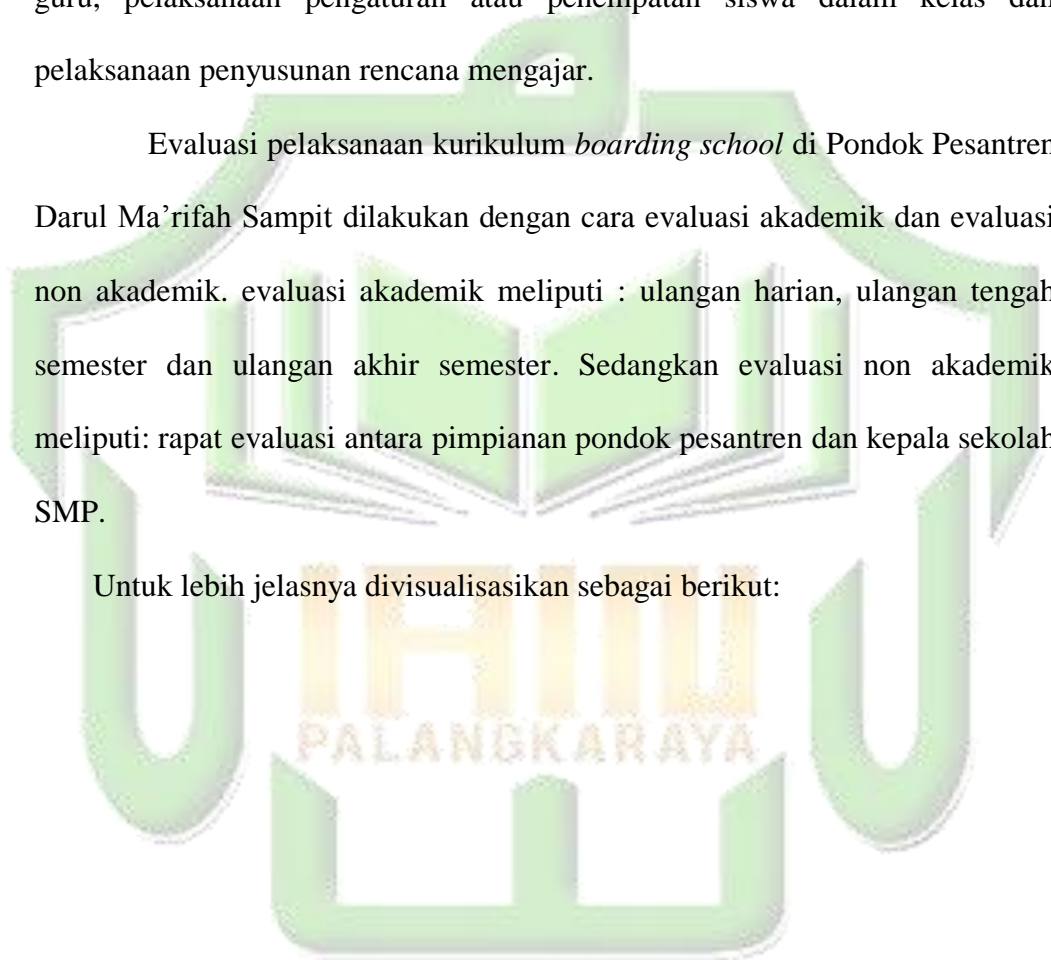 guru, pelaksanaan pengaturan atau penempatan siswa dalam kelas dan
pelaksanaan penyusunan rencana mengajar.
Evaluasi pelaksanaan kurikulum boarding school di Pondok Pesantren
Darul Ma’rifah Sampit dilakukan dengan cara evaluasi akademik dan evaluasi
non akademik. evaluasi akademik meliputi : ulangan harian, ulangan tengah
semester dan ulangan akhir semester. Sedangkan evaluasi non akademik
meliputi: rapat evaluasi antara pimpianan pondok pesantren dan kepala sekolah
SMP.
Untuk lebih jelasnya divisualisasikan sebagai berikut:
IAIN
PALANGKARAYA